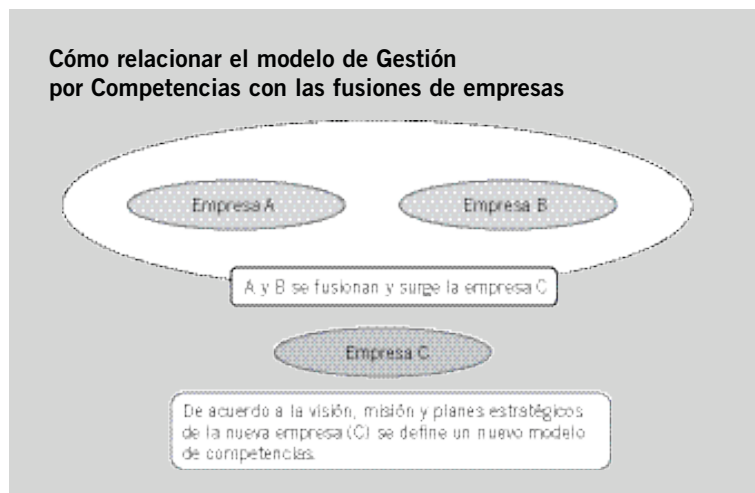 Cómo relacionar el modelo de Gestión
por Competencias con las fusiones de empresas
Empresa A
Empresa B
A y B se fusionan y surge la empresa C
Empresa C
De acuerdo a la visión, misión y planes estratégicos
de la nueva empresa (C) se define un nuevo modelo
de competencias.